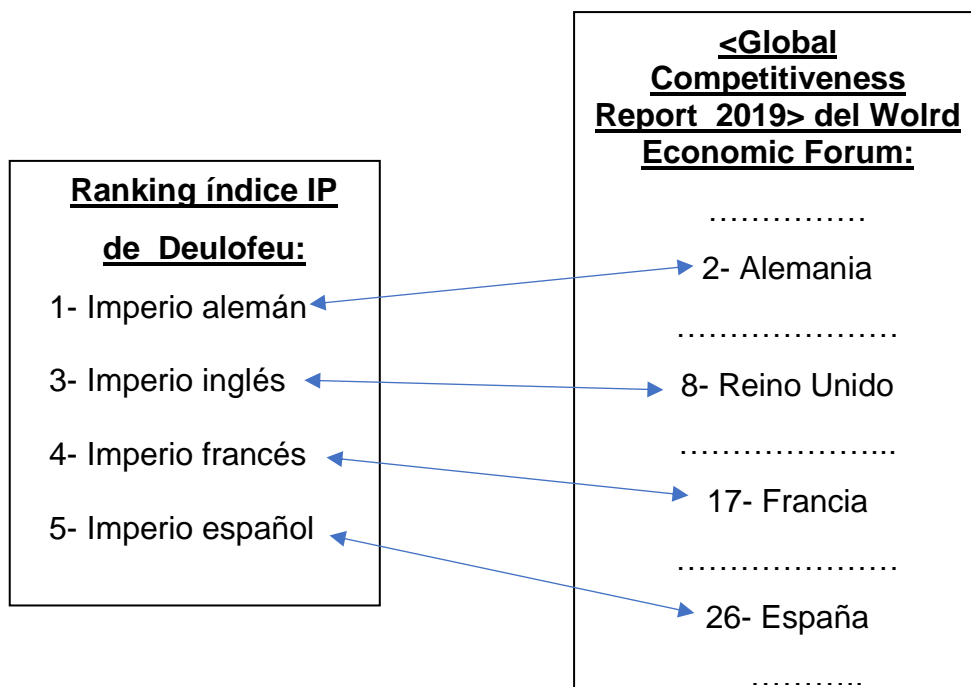 Ranking índice IP
de Deulofeu:
1- Imperio alemán
3- Imperio inglés
4- Imperio francés
5- Imperio español
<Global
Competitiveness
Report 2019> del Wolrd
Economic Forum:
……………
2- Alemania
…………………
8- Reino Unido
………………...
17- Francia
…………………
26- España
………..